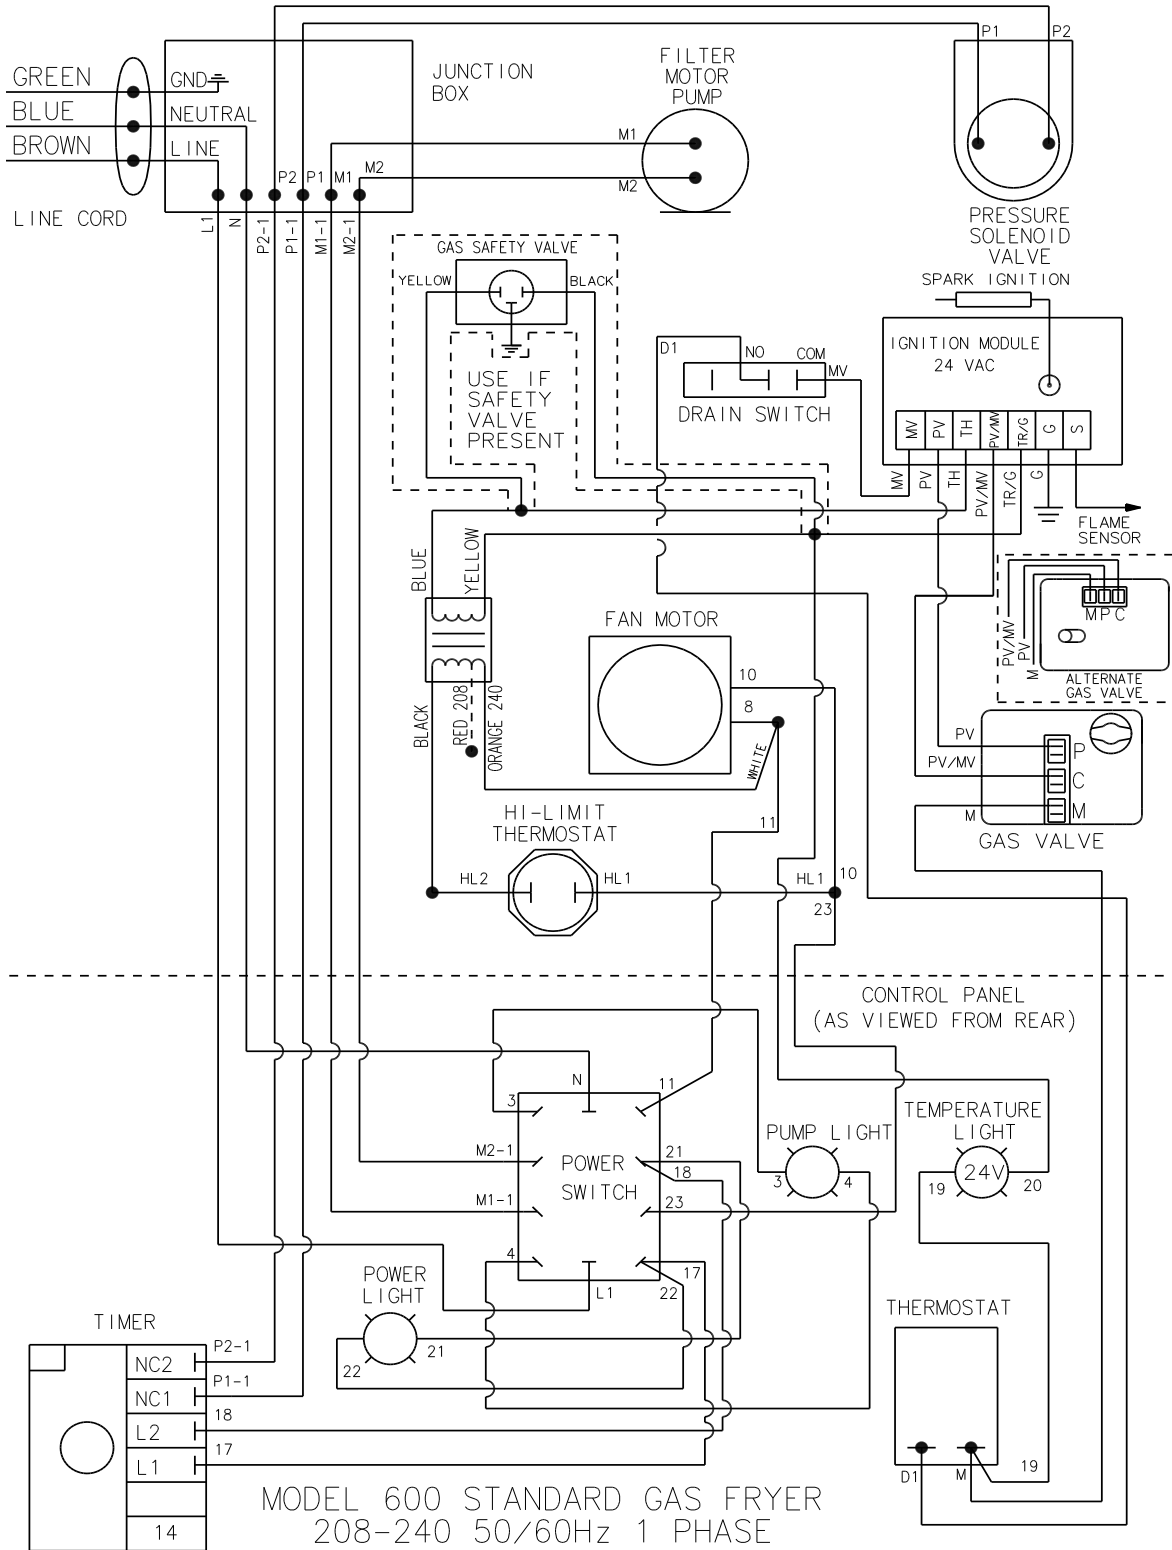 P1
P2
GREEN
GND
BLUE
NEUTRAL
BROWN
LINE
LINE CORD
JUNCTION
BOX
P2
P1
M1
M2
L1
N
P2-1
P1-1
M1-1
M2-1
FILTER
MOTOR
PUMP
M1
M2
PRESSURE
SOLENOID
VALVE
SPARK IGNITION
GAS SAFETY VALVE
YELLOW
BLACK
USE IF
SAFETY
VALVE
PRESENT
D1
NO
COM
MV
DRAIN SWITCH
IGNITION MODULE
24 VAC
MV
PV
TH
PV/MV
TR/G
G
S
MV
PV
TH
PV/MV
TR/G
G
FLAME
SENSOR
BLUE
YELLOW
BLACK
RED 208
ORANGE 240
FAN MOTOR
10
8
WHITE
11
PV/MV
PV
M
M P C
ALTERNATE
GAS VALVE
PV
P
PV/MV
C
M
M
GAS VALVE
HI-LIMIT
THERMOSTAT
HL2
HL1
HL1
10
23
CONTROL PANEL
(AS VIEWED FROM REAR)
3
N
11
M2-1
21
18
M1-1
23
4
17
L1
22
POWER
SWITCH
PUMP LIGHT
3
4
TEMPERATURE
LIGHT
24V
19
20
POWER
LIGHT
22
21
THERMOSTAT
D1
M
19
TIMER
NC2
P2-1
NC1
P1-1
L2
18
L1
17
14
MODEL 600 STANDARD GAS FRYER
208-240 50/60Hz 1 PHASE